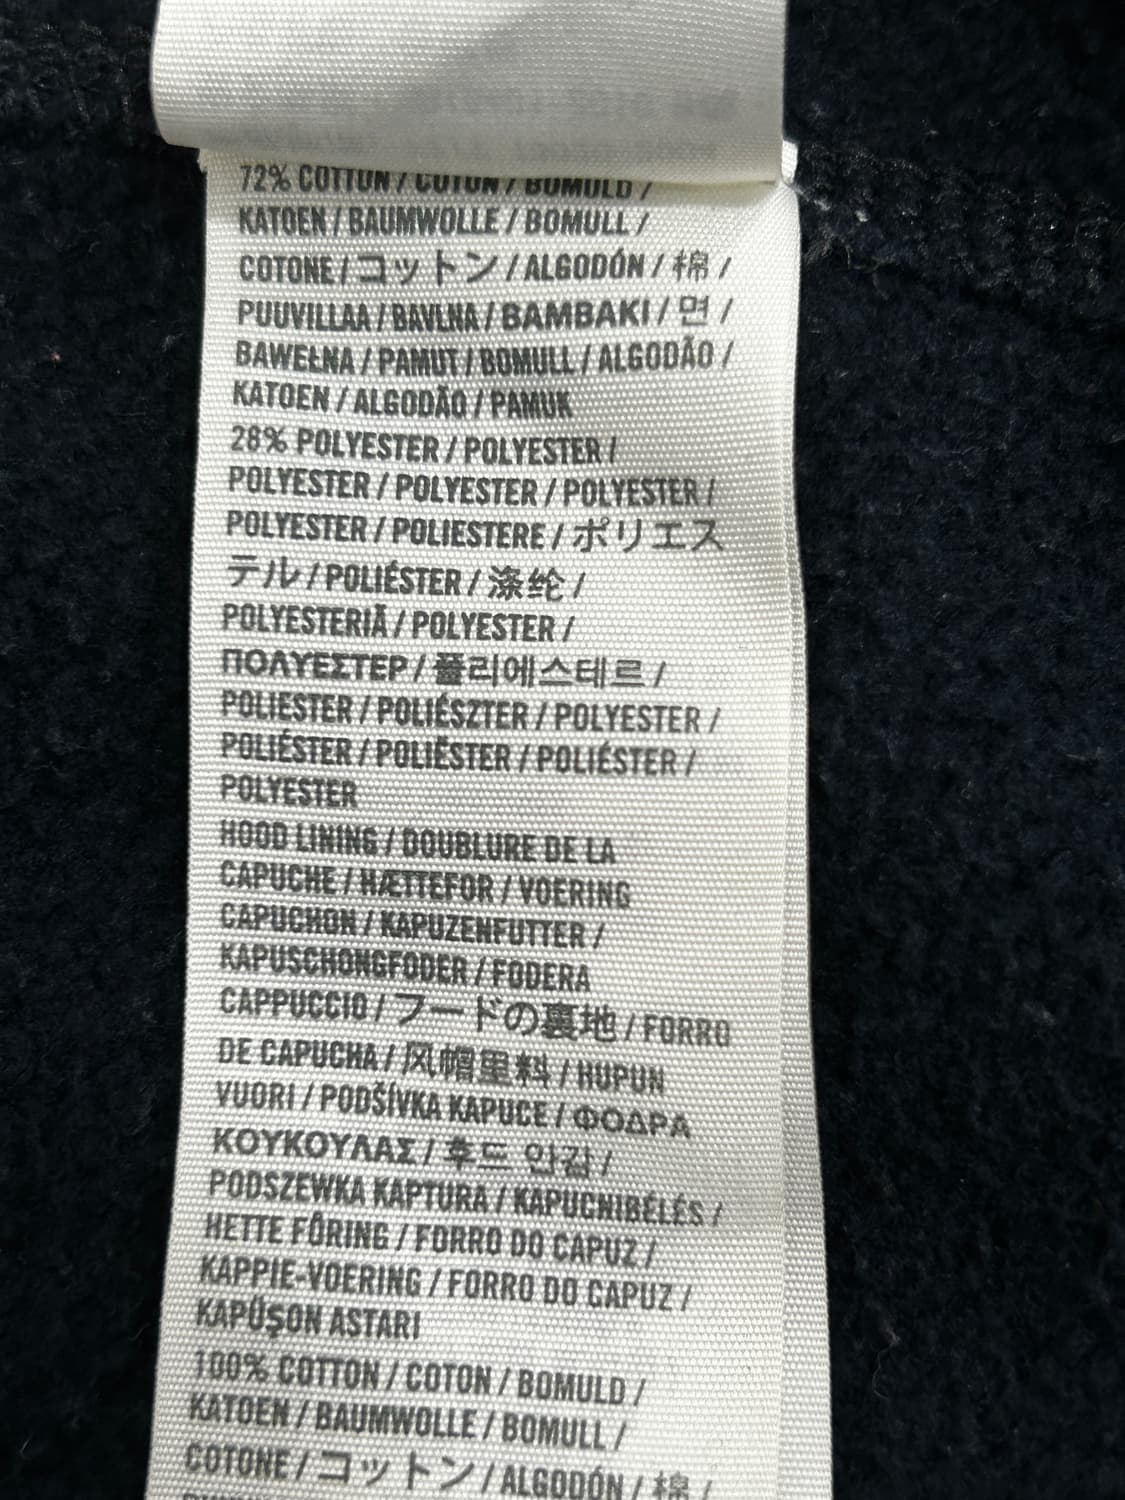 72% COTTON / COTON / BOMULD /
KATOEN / BAUMWOLLE / BOMULL /
COTONE / コットン / ALGODÓN / 棉 /
PUUVILLAA / BAVLNA / BAMBAKI / 면 /
BAWEŁNA / PAMUT / BOMULL / ALGODÃO /
KATOEN / ALGODÃO / PAMUK
28% POLYESTER / POLYESTER /
POLYESTER / POLYESTER / POLYESTER /
POLYESTER / POLIESTERE / ポリエス
テル / POLIÉSTER / 涤纶 /
POLYESTERIÄ / POLYESTER /
ΠΟΛΥΕΣΤΕΡ / 폴리에스테르 /
POLIESTER / POLIÉSZTER / POLYESTER /
POLIÉSTER / POLIËSTER / POLIÉSTER /
POLYESTER
HOOD LINING / DOUBLURE DE LA
CAPUCHE / HÆTTEFOR / VOERING
CAPUCHON / KAPUZENFUTTER /
KAPUSCHONGFODER / FODERA
CAPPUCCIO / フードの裏地 / FORRO
DE CAPUCHA / 风帽里料 / HUPUN
VUORI / PODŠÍVKA KAPUCE / ΦΟΔΡΑ
ΚΟΥΚΟΥΛΑΣ / 후드 안감 /
PODSZEWKA KAPTURA / KAPUCNIBÉLÉS /
HETTE FÔRING / FORRO DO CAPUZ /
KAPPIE-VOERING / FORRO DO CAPUZ /
KAPÜŞON ASTARI
100% COTTON / COTON / BOMULD /
KATOEN / BAUMWOLLE / BOMULL /
COTONE / コットン / ALGODÓN / 棉 /